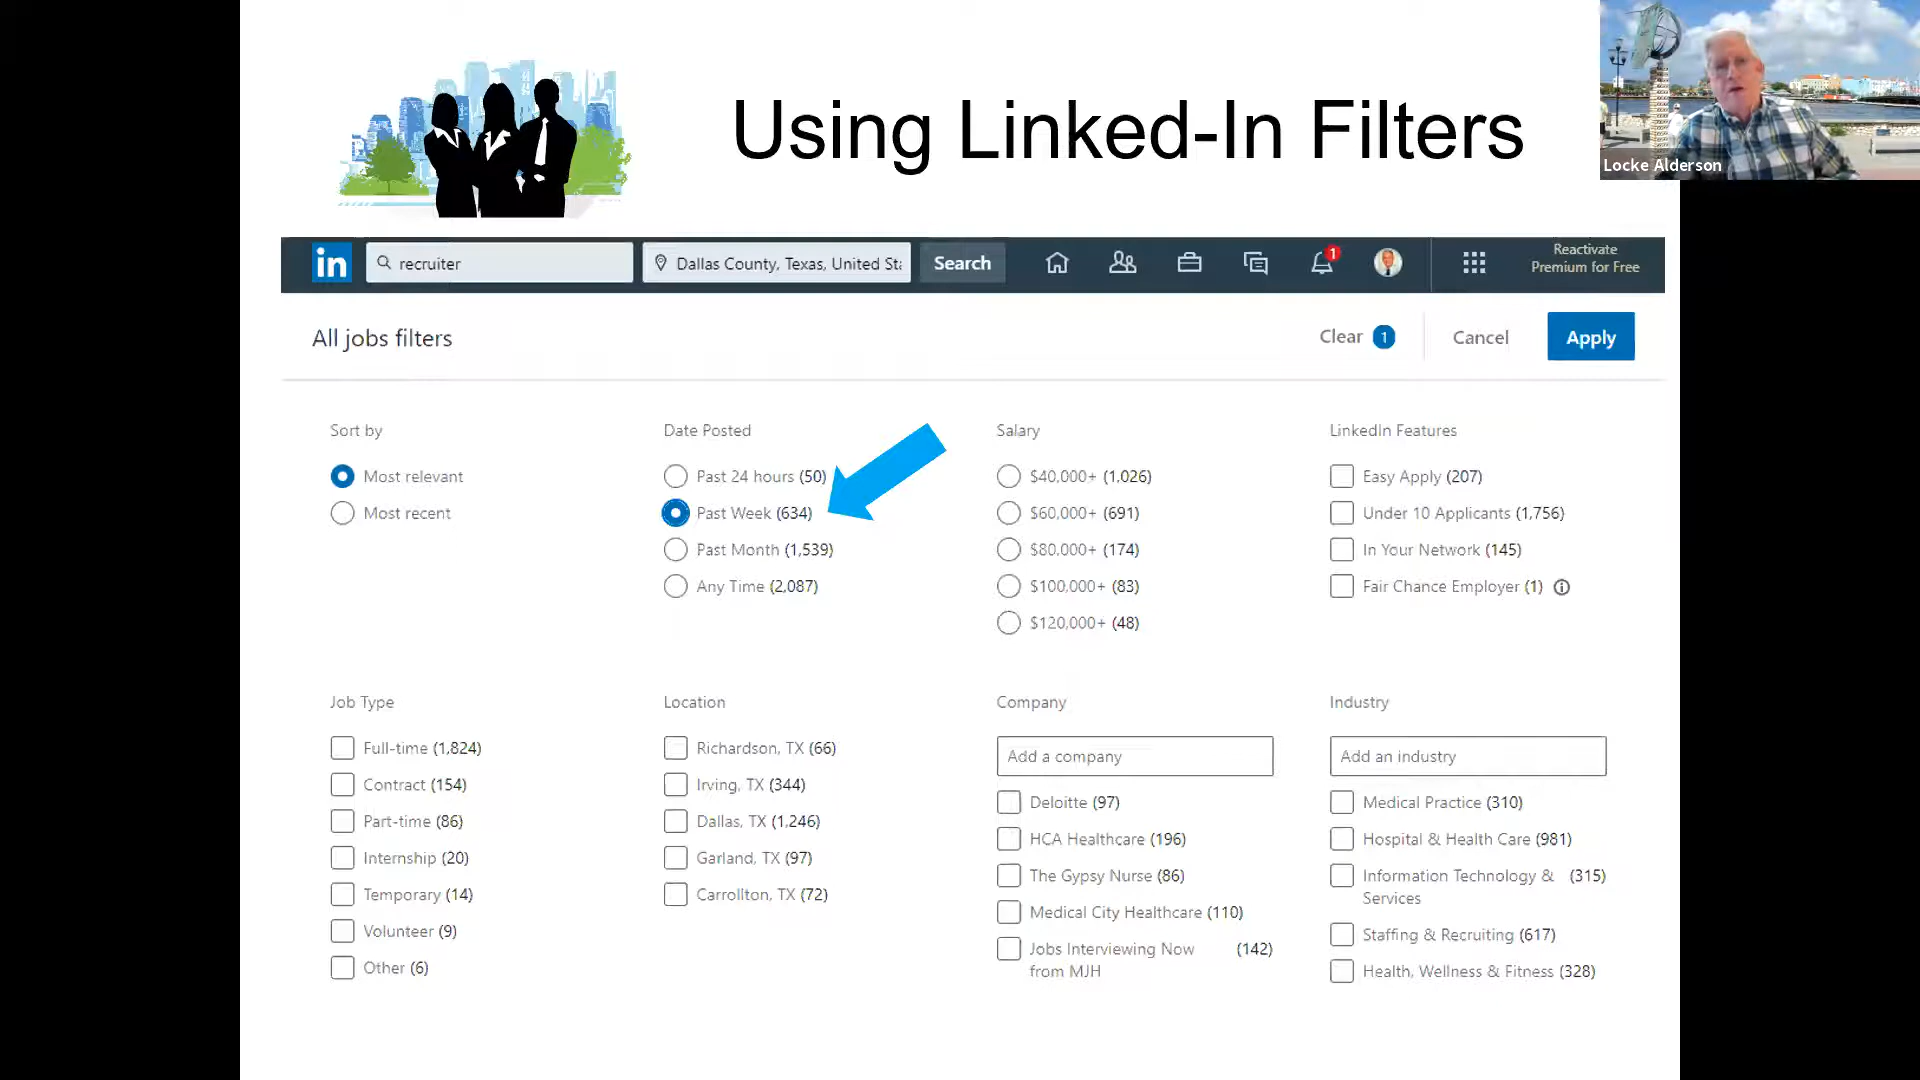 Using Linked-In Filters
Locke Alderson
in
recruiter
Dallas County, Texas, United Sta
Search
1
Reactivate
Premium for Free
All jobs filters
Clear 1
Cancel
Apply
Sort by
Most relevant
Most recent
Date Posted
Past 24 hours (50)
Past Week (634)
Past Month (1,539)
Any Time (2,087)
Salary
$40,000+ (1,026)
$60,000+ (691)
$80,000+ (174)
$100,000+ (83)
$120,000+ (48)
LinkedIn Features
Easy Apply (207)
Under 10 Applicants (1,756)
In Your Network (145)
Fair Chance Employer (1)
Job Type
Full-time (1,824)
Contract (154)
Part-time (86)
Internship (20)
Temporary (14)
Volunteer (9)
Other (6)
Location
Richardson, TX (66)
Irving, TX (344)
Dallas, TX (1,246)
Garland, TX (97)
Carrollton, TX (72)
Company
Add a company
Deloitte (97)
HCA Healthcare (196)
The Gypsy Nurse (86)
Medical City Healthcare (110)
Jobs Interviewing Now (142)
from MJH
Industry
Add an industry
Medical Practice (310)
Hospital & Health Care (981)
Information Technology & (315)
Services
Staffing & Recruiting (617)
Health, Wellness & Fitness (328)